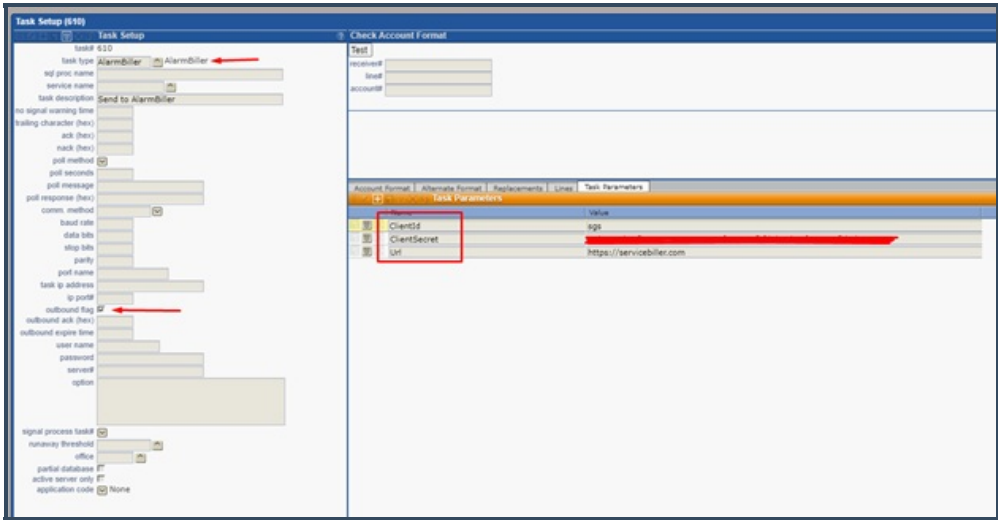 Task Setup (610)
Task Setup
task# 610
task type AlarmBiller AlarmBiller
sql proc name
service name
task description Send to AlarmBiller
no signal warning time
trailing character (hex)
ack (hex)
nack (hex)
poll method
poll seconds
poll message
poll response (hex)
comm. method
baud rate
data bits
stop bits
parity
port name
task ip address
ip port#
outbound flag
outbound ack (hex)
outbound expire time
user name
password
server#
option
signal process task#
runaway threshold
office
partial database
active server only
application code None
Check Account Format
Test
receiver#
line#
account#
Account Format Alternate Format Replacements Lines Task Parameters
Task Parameters
Name Value
ClientId sgs
ClientSecret
Url https://servicebiller.com